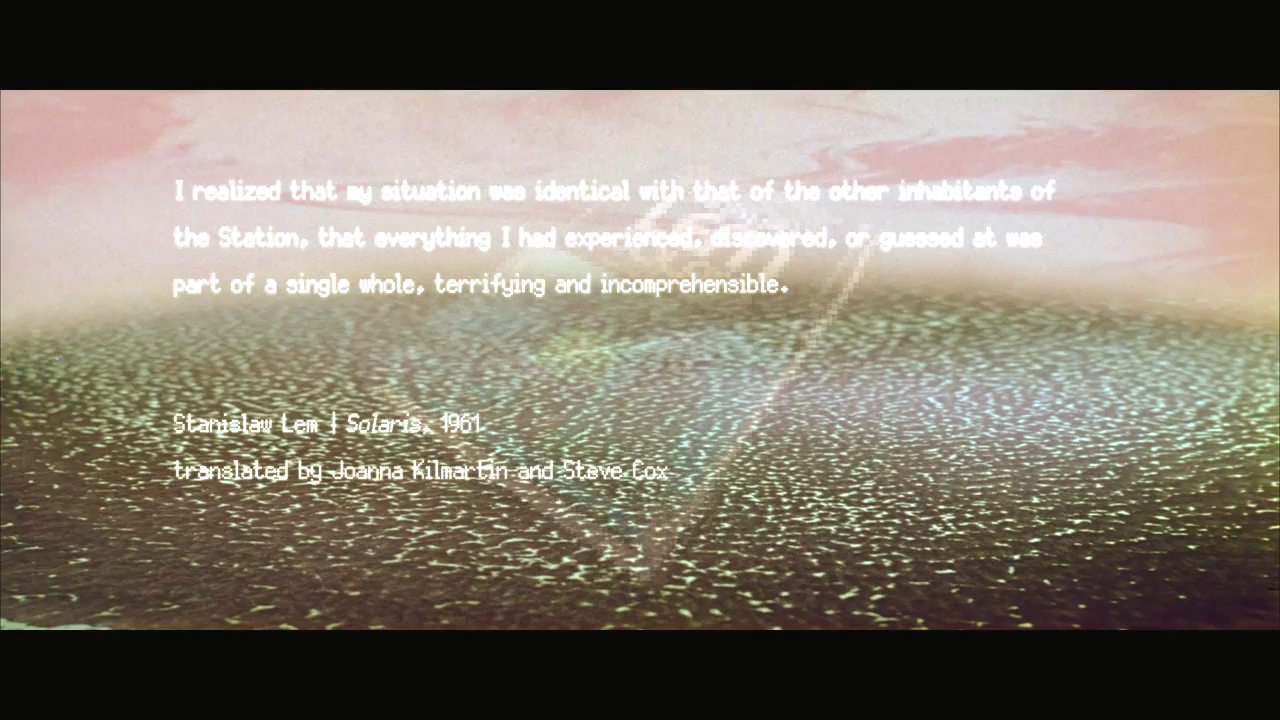 I realized that my situation was identical with that of the other inhabitants of
the Station, that everything I had experienced, discovered, or guessed at was
part of a single whole, terrifying and incomprehensible.
Stanislaw Lem | Solaris, 1961
translated by Joanna Kilmartin and Steve Cox